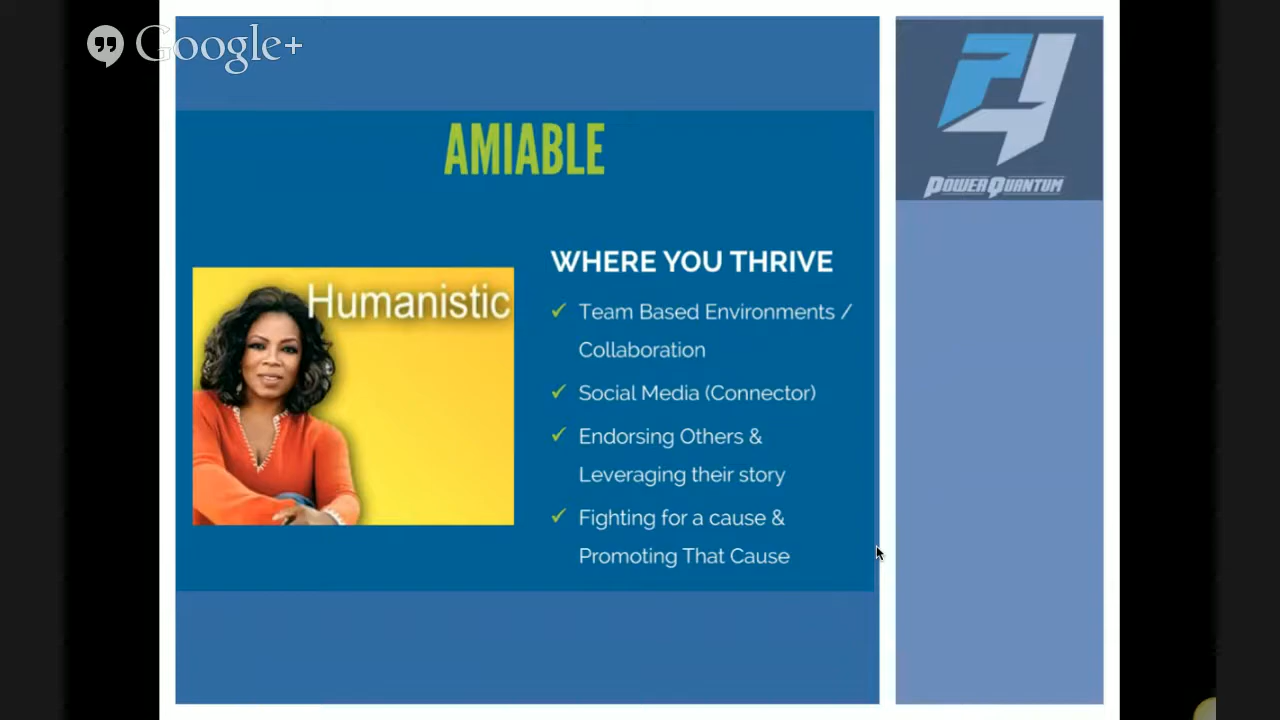 Google+
AMIABLE
WHERE YOU THRIVE
Team Based Environments /
Collaboration
Social Media (Connector)
Endorsing Others &
Leveraging their story
Fighting for a cause &
Promoting That Cause
Humanistic
P4
POWERQUANTUM